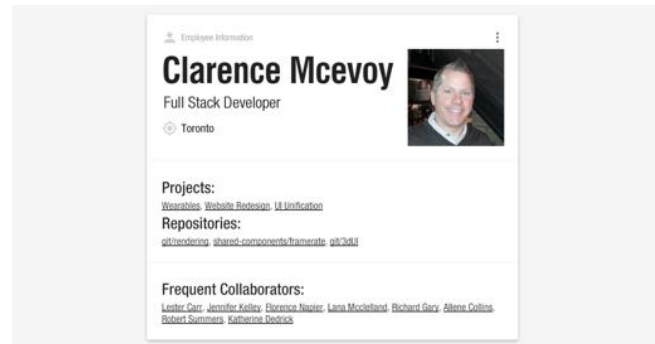 Employee Information
Clarence Mcevoy
Full Stack Developer
Toronto
Projects:
Wearables, Website Redesign, UI Unification
Repositories:
git/rendering, shared-components/framerate, git/3dUI
Frequent Collaborators:
Lester Carr, Jennifer Kelley, Florence Napier, Lana Mcclelland, Richard Gary, Allene Collins,
Robert Summers, Katherine Dedrick